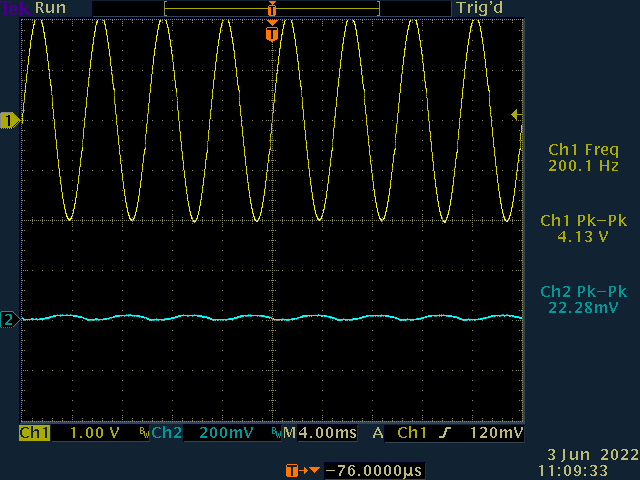 Tek Run Trig'd
T
T
1
Ch1 Freq
200.1 Hz
Ch1 Pk-Pk
4.13 V
Ch2 Pk-Pk
22.28mV
2
Ch1 1.00 V BW Ch2 200mV BW M 4.00ms A Ch1 120mV
3 Jun 2022
11:09:33
T -76.0000µs